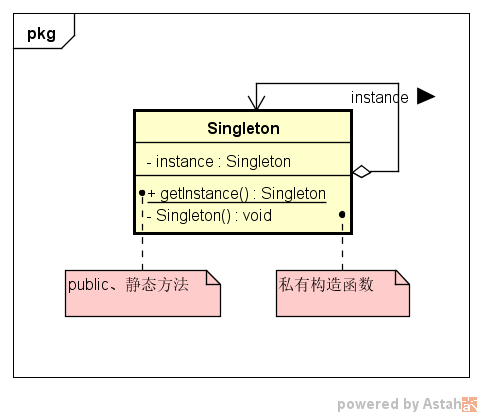 pkg
instance
Singleton
- instance : Singleton
+ getInstance() : Singleton
- Singleton() : void
public、静态方法
私有构造函数
powered by Astah